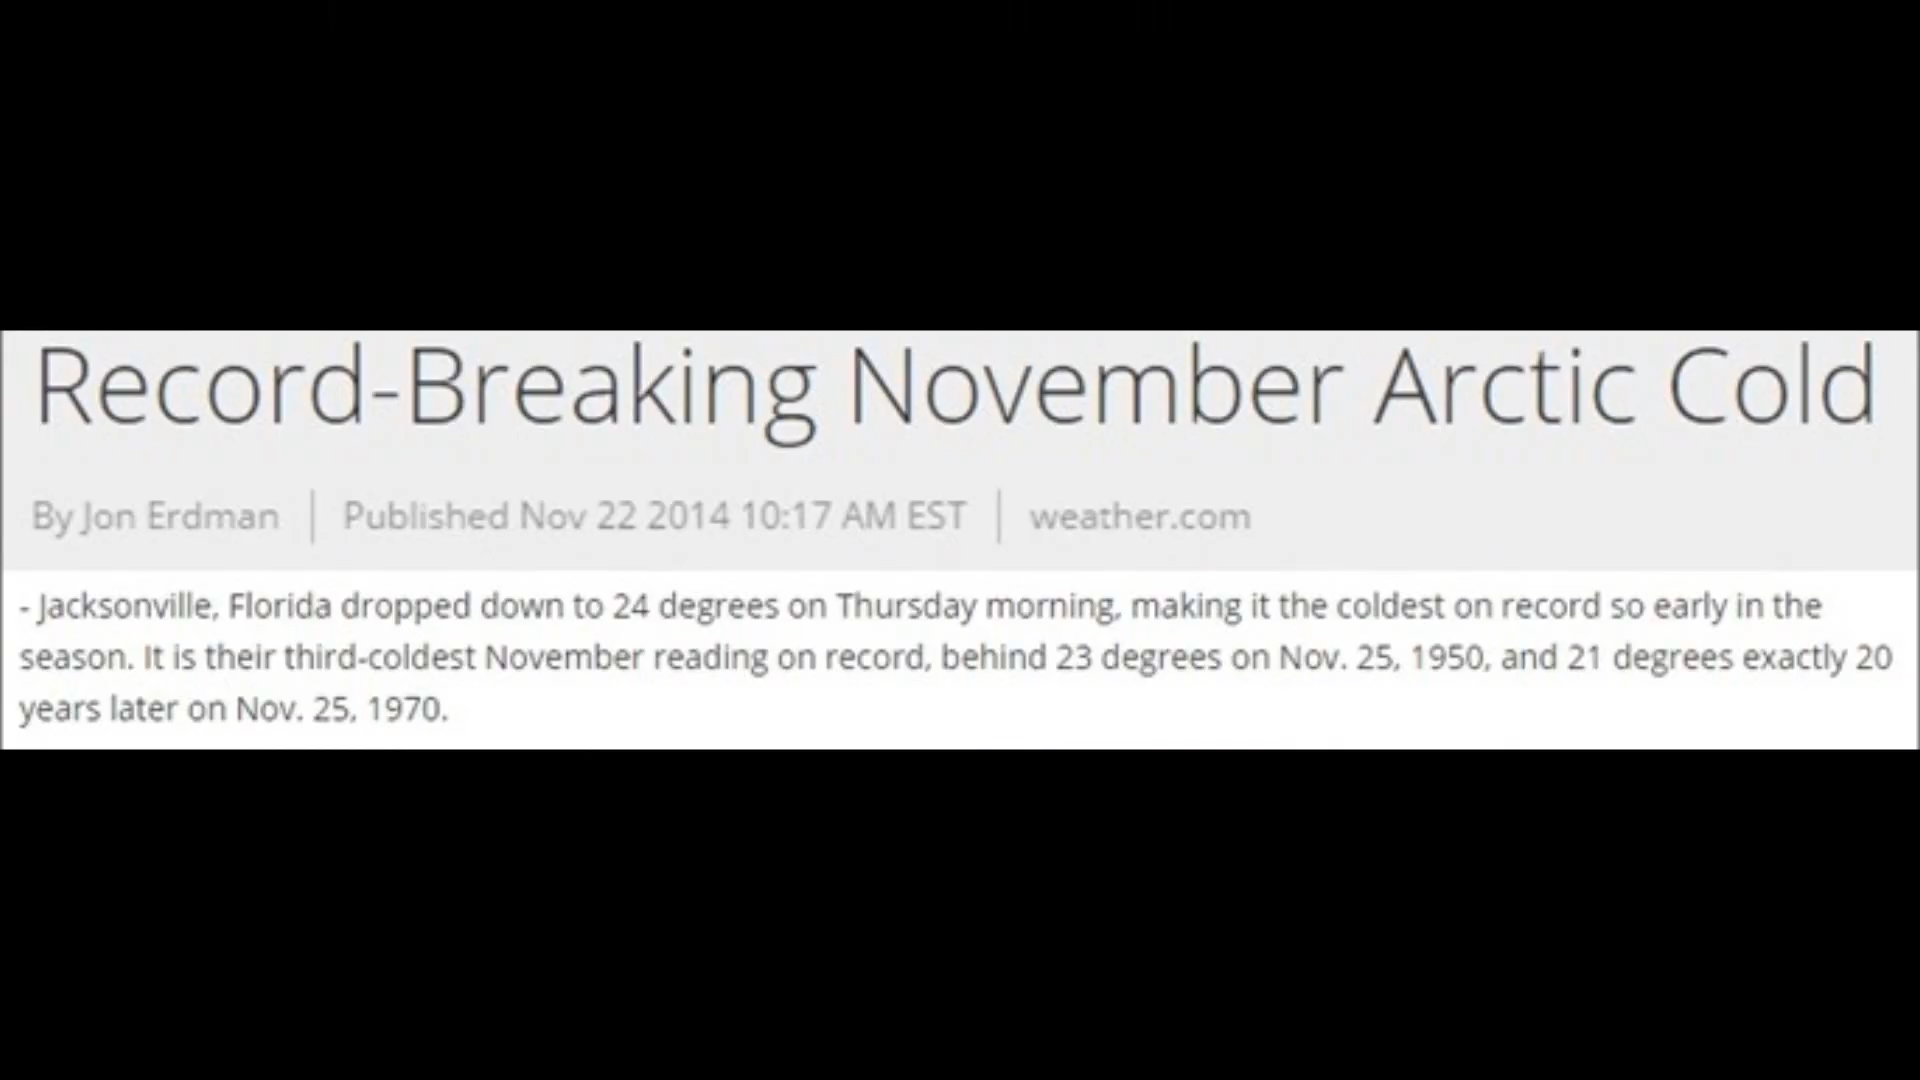 Record-Breaking November Arctic Cold
By Jon Erdman | Published Nov 22 2014 10:17 AM EST | weather.com
- Jacksonville, Florida dropped down to 24 degrees on Thursday morning, making it the coldest on record so early in the
season. It is their third-coldest November reading on record, behind 23 degrees on Nov. 25, 1950, and 21 degrees exactly 20
years later on Nov. 25, 1970.